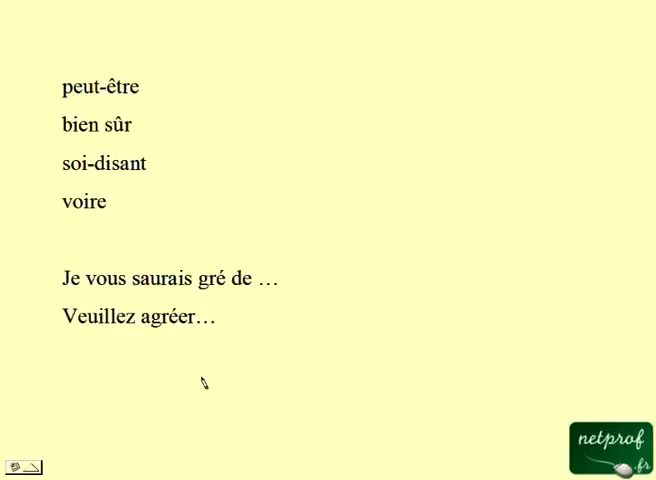 peut-être
bien sûr
soi-disant
voire
Je vous saurais gré de …
Veuillez agréer…
netprof
.fr